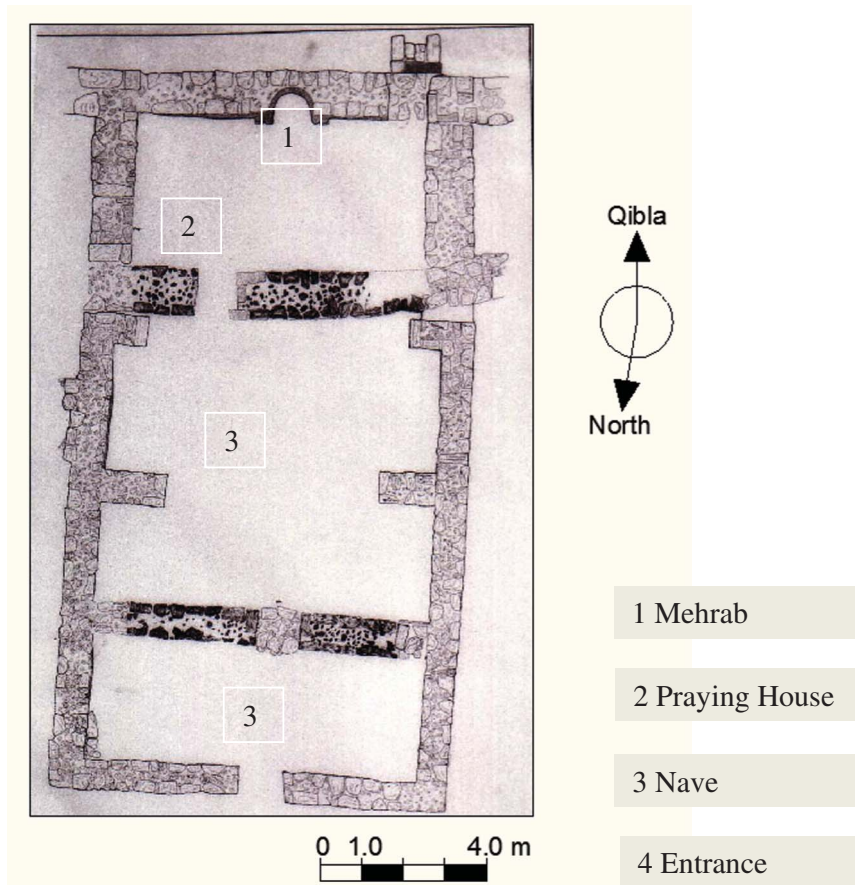 1
2
3
3
Qibla
North
1 Mehrab
2 Praying House
3 Nave
4 Entrance
0 1.0 4.0 m